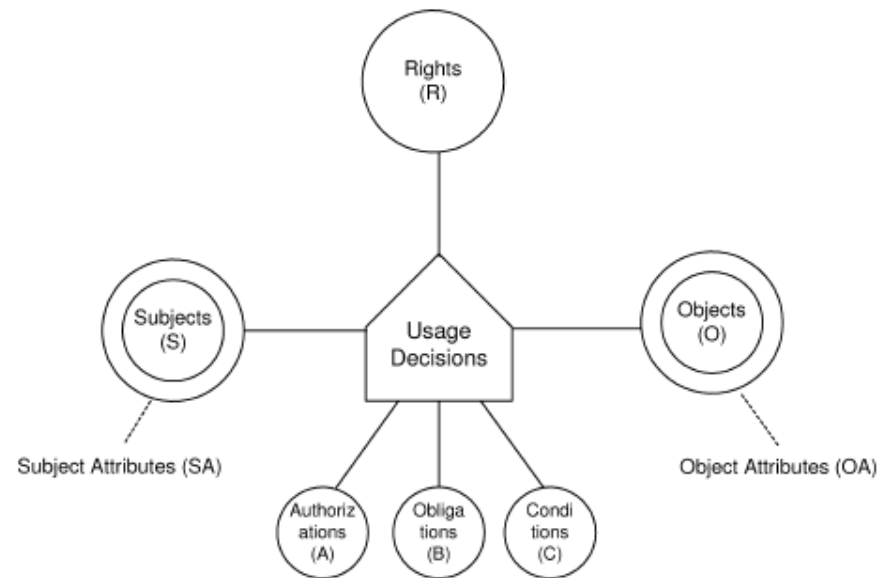 Rights
(R)
Subjects
(S)
Objects
(O)
Usage
Decisions
Subject Attributes (SA)
Object Attributes (OA)
Authoriz
ations
(A)
Obliga
tions
(B)
Condi
tions
(C)